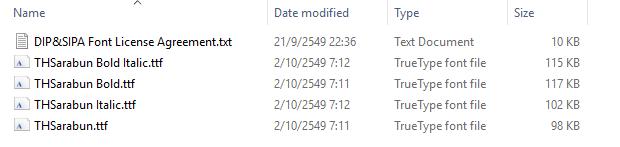 Name Date modified Type Size
DIP&SIPA Font License Agreement.txt 21/9/2549 22:36 Text Document 10 KB
THSarabun Bold Italic.ttf 2/10/2549 7:12 TrueType font file 115 KB
THSarabun Bold.ttf 2/10/2549 7:11 TrueType font file 117 KB
THSarabun Italic.ttf 2/10/2549 7:12 TrueType font file 102 KB
THSarabun.ttf 2/10/2549 7:11 TrueType font file 98 KB